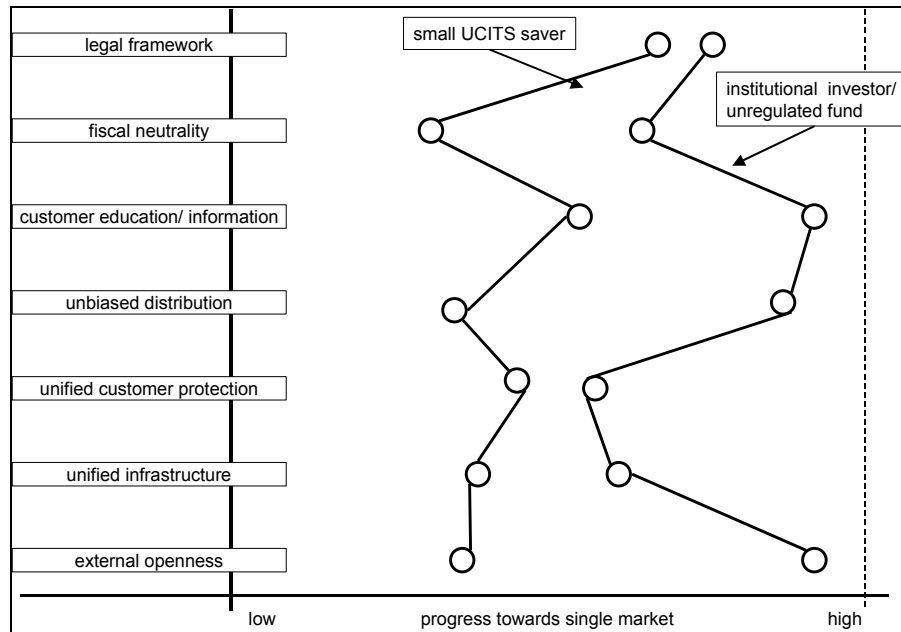 legal framework
small UCITS saver
institutional investor/
unregulated fund
fiscal neutrality
customer education/ information
unbiased distribution
unified customer protection
unified infrastructure
external openness
low progress towards single market high